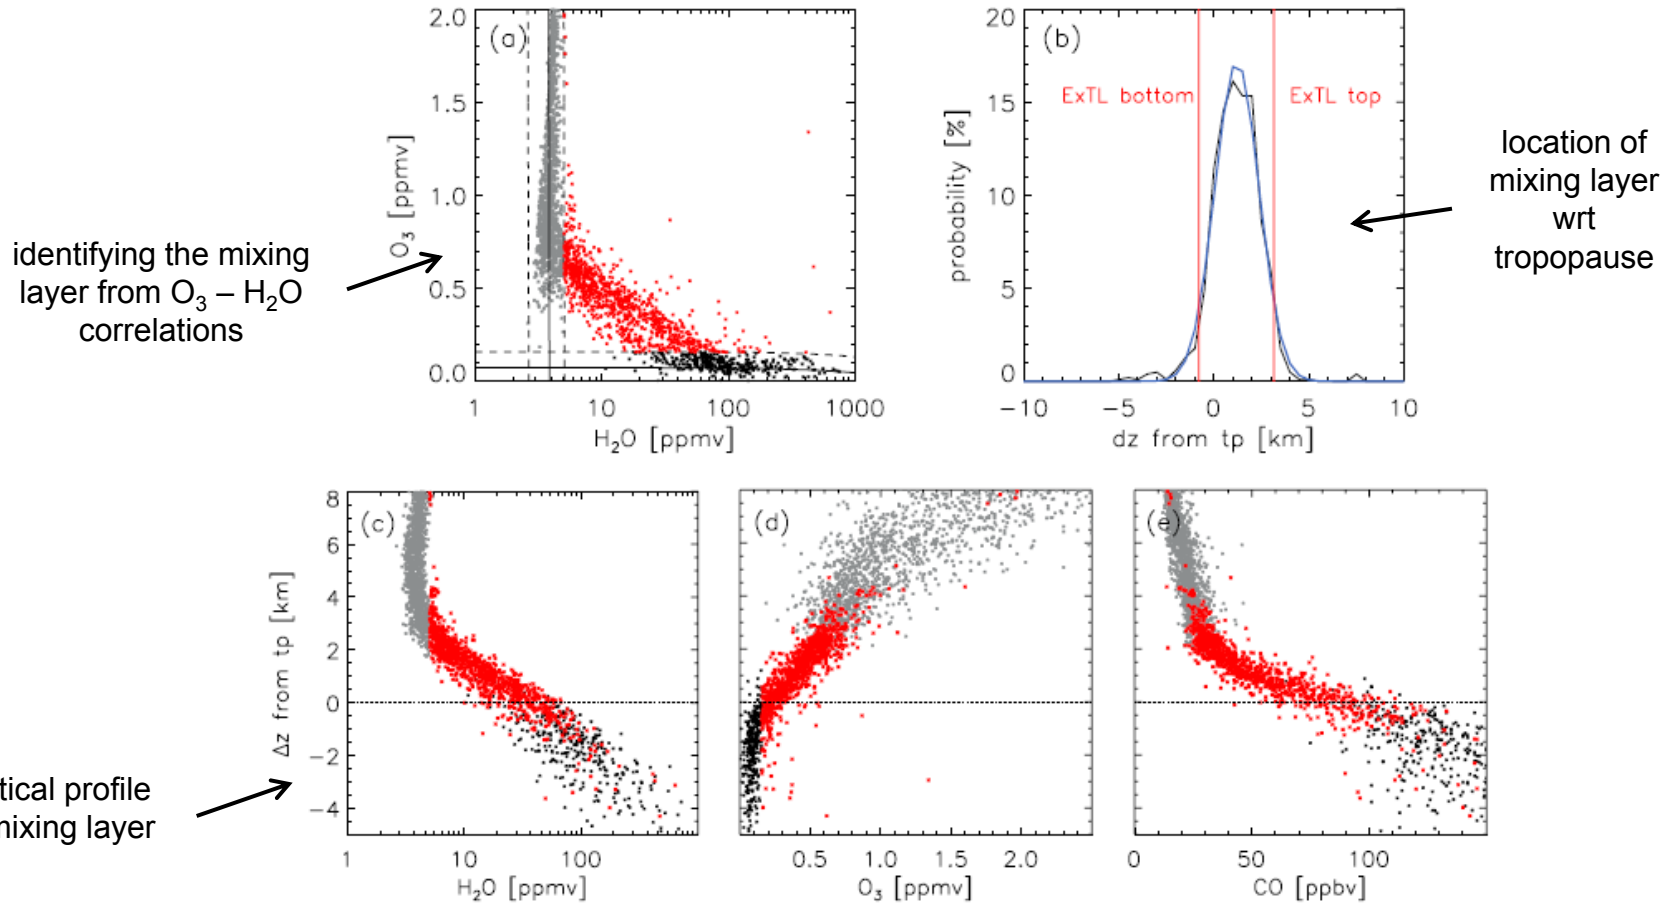 2.0
1.5
1.0
0.5
0.0
O₃ [ppmv]
(a)
1 10 100 1000
H₂O [ppmv]
20
15
10
5
0
probability [%]
(b)
ExTL bottom
ExTL top
-10 -5 0 5 10
dz from tp [km]
location of
mixing layer
wrt
tropopause
identifying the mixing
layer from O₃ – H₂O
correlations
8
6
4
2
0
-2
-4
Δz from tp [km]
(c)
1 10 100
H₂O [ppmv]
(d)
0.5 1.0 1.5 2.0
O₃ [ppmv]
(e)
0 50 100
CO [ppbv]
tical profile
mixing layer